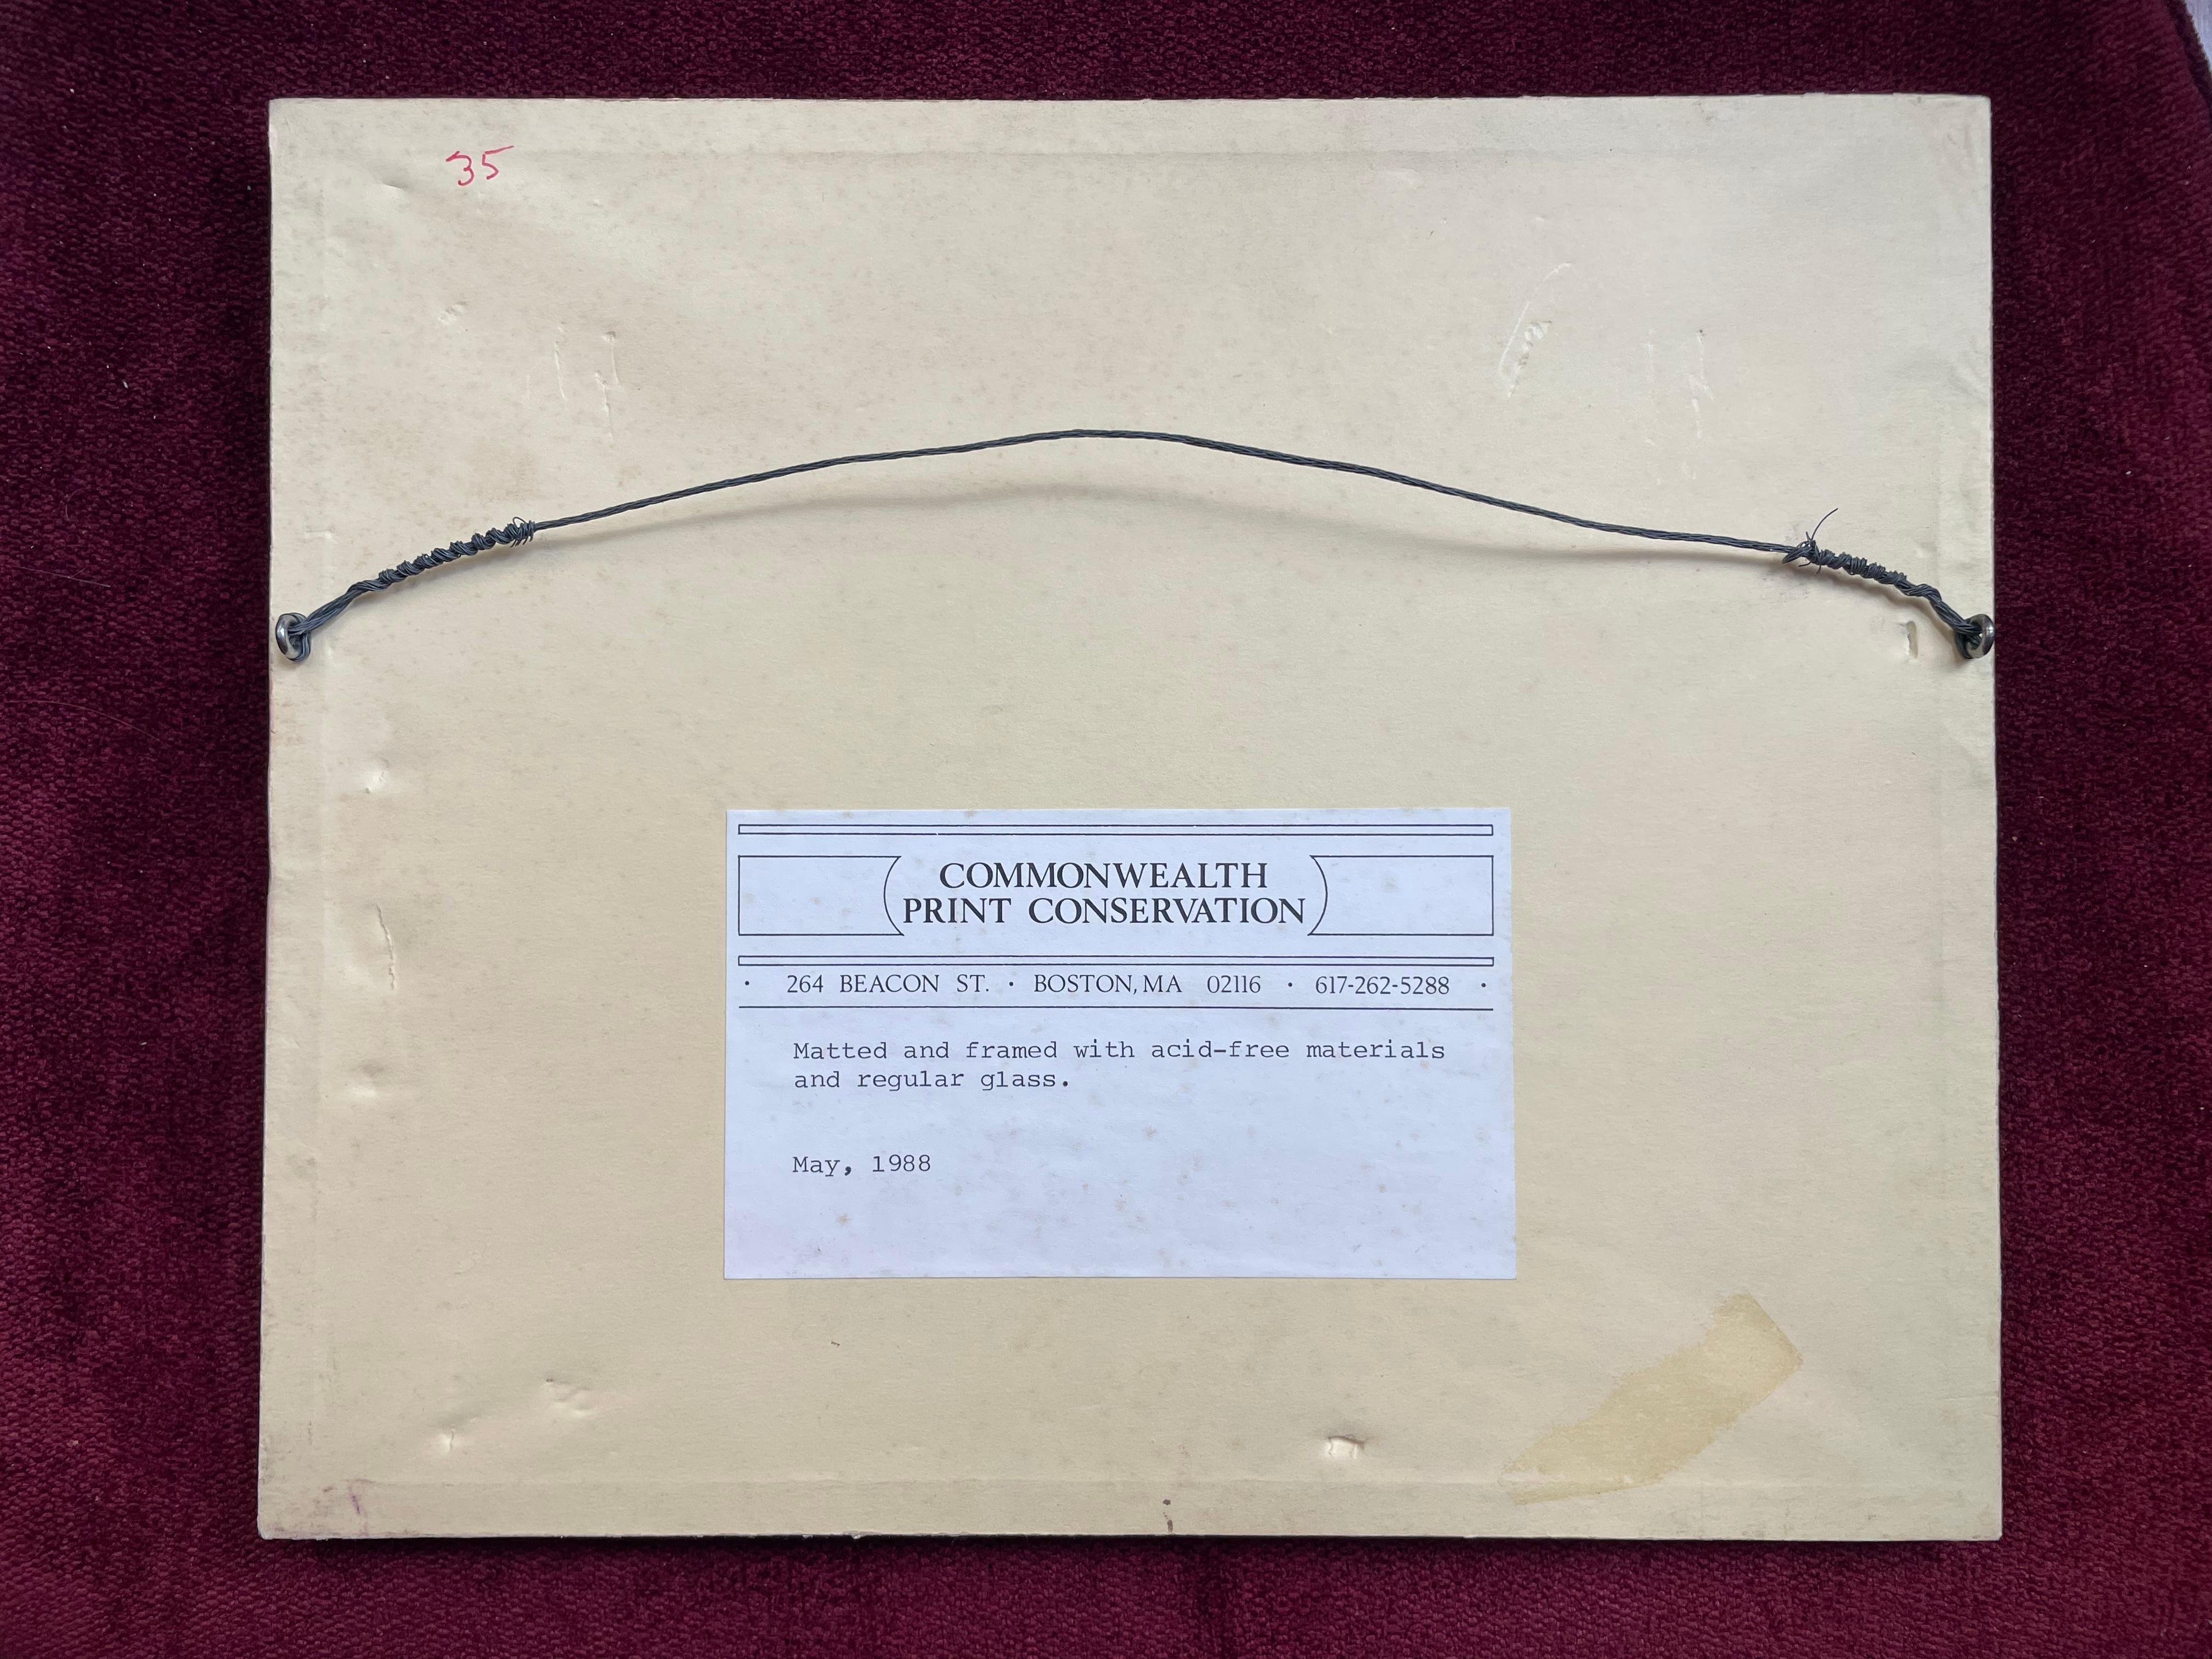 35
COMMONWEALTH
PRINT CONSERVATION
· 264 BEACON ST. · BOSTON, MA 02116 · 617-262-5288 ·
Matted and framed with acid-free materials
and regular glass.
May, 1988